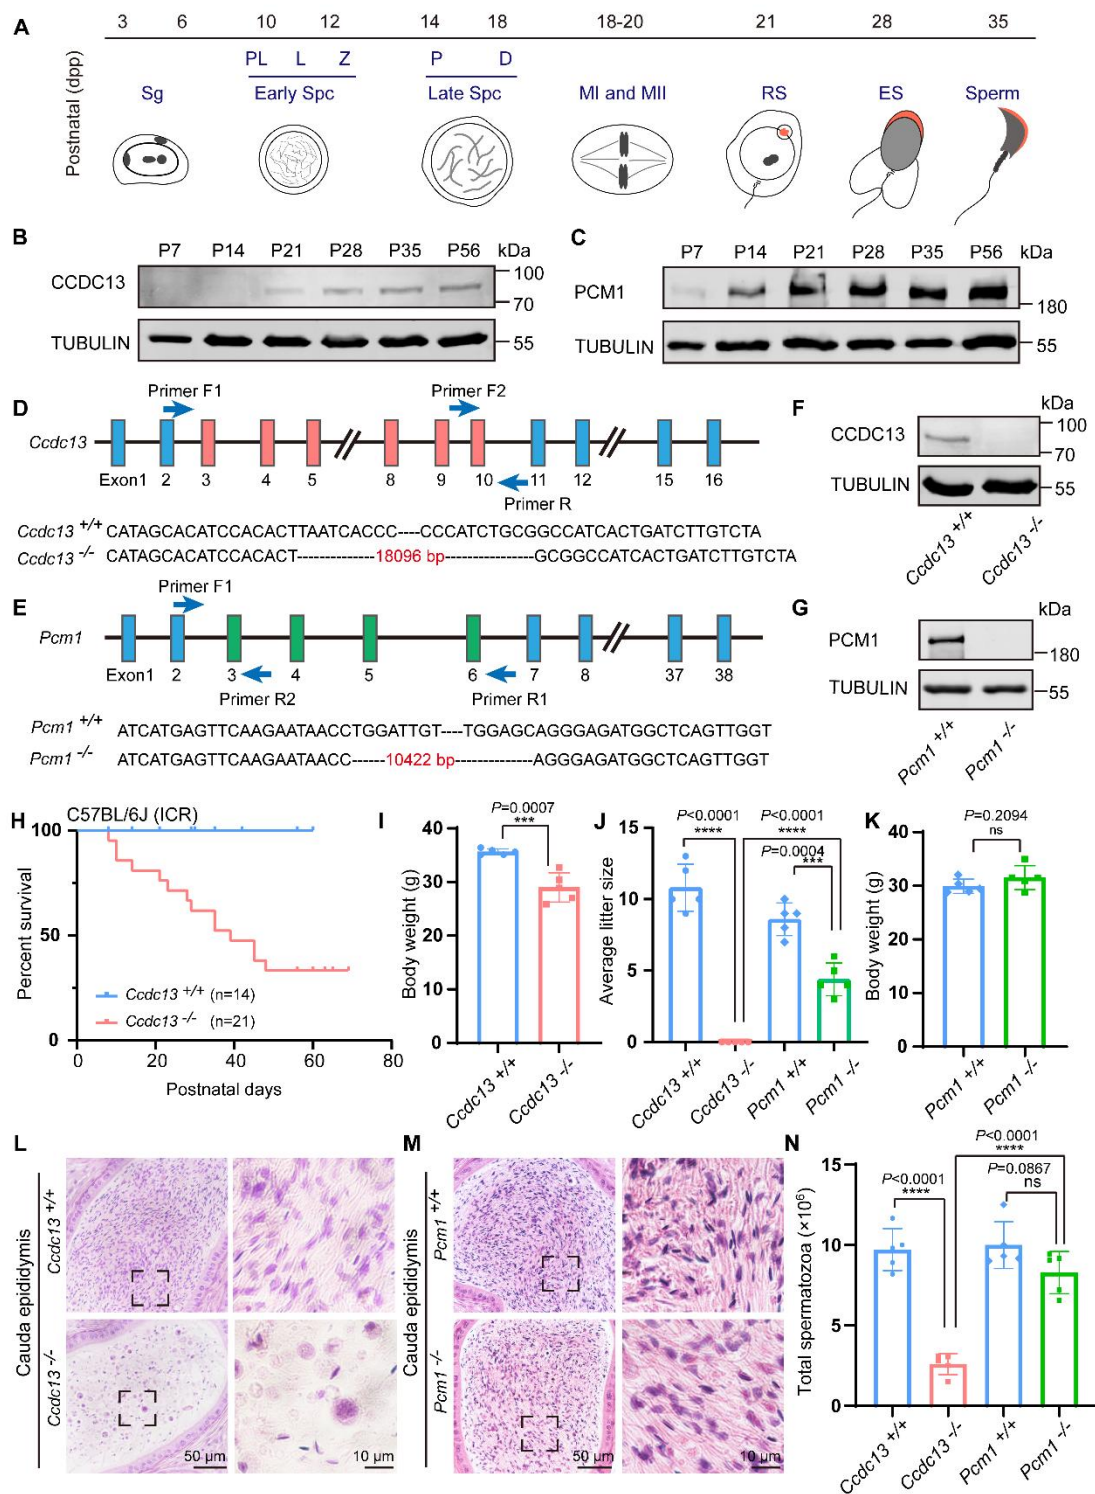 A
3 6 10 12 14 18 18-20 21 28 35
Postnatal (dpp)
PL L Z P D
Sg Early Spc Late Spc MI and MII RS ES Sperm
B
P7 P14 P21 P28 P35 P56 kDa
CCDC13
100
70
TUBULIN
55
C
P7 P14 P21 P28 P35 P56 kDa
PCM1
180
TUBULIN
55
D
Primer F1 Primer F2
Ccdc13
Exon1 2 3 4 5 8 9 10 11 12 15 16
Primer R
Ccdc13 +/+ CATAGCACATCCACACTTAATCACCC----CCCATCTGCGGCCATCACTGATCTTGTCTA
Ccdc13 -/- CATAGCACATCCACACT--------------18096 bp----------------GCGGCCATCACTGATCTTGTCTA
E
Primer F1
Pcm1
Exon1 2 3 4 5 6 7 8 37 38
Primer R2 Primer R1
Pcm1 +/+ ATCATGAGTTCAAGAATAACCTGGATTGT----TGGAGCAGGGAGATGGCTCAGTTGGT
Pcm1 -/- ATCATGAGTTCAAGAATAACC------10422 bp--------------AGGGAGATGGCTCAGTTGGT
F
kDa
CCDC13
100
70
TUBULIN
55
Ccdc13 +/+ Ccdc13 -/-
G
kDa
PCM1
180
TUBULIN
55
Pcm1 +/+ Pcm1 -/-
H
C57BL/6J (ICR)
Percent survival
100
50
0
Ccdc13 +/+ (n=14)
Ccdc13 -/- (n=21)
0 20 40 60 80
Postnatal days
I
P=0.0007
***
Body weight (g)
40
30
20
10
0
Ccdc13 +/+ Ccdc13 -/-
J
P<0.0001 P<0.0001
**** ****
P=0.0004
***
Average litter size
15
10
5
0
Ccdc13 +/+ Ccdc13 -/- Pcm1 +/+ Pcm1 -/-
K
P=0.2094
ns
Body weight (g)
40
30
20
10
0
Pcm1 +/+ Pcm1 -/-
L
Cauda epididymis
Ccdc13 +/+
Ccdc13 -/-
50 µm
10 µm
M
Cauda epididymis
Pcm1 +/+
Pcm1 -/-
50 µm
10 µm
N
P<0.0001
****
P<0.0001
****
P=0.0867
ns
Total spermatozoa (×10⁶)
15
10
5
0
Ccdc13 +/+ Ccdc13 -/- Pcm1 +/+ Pcm1 -/-